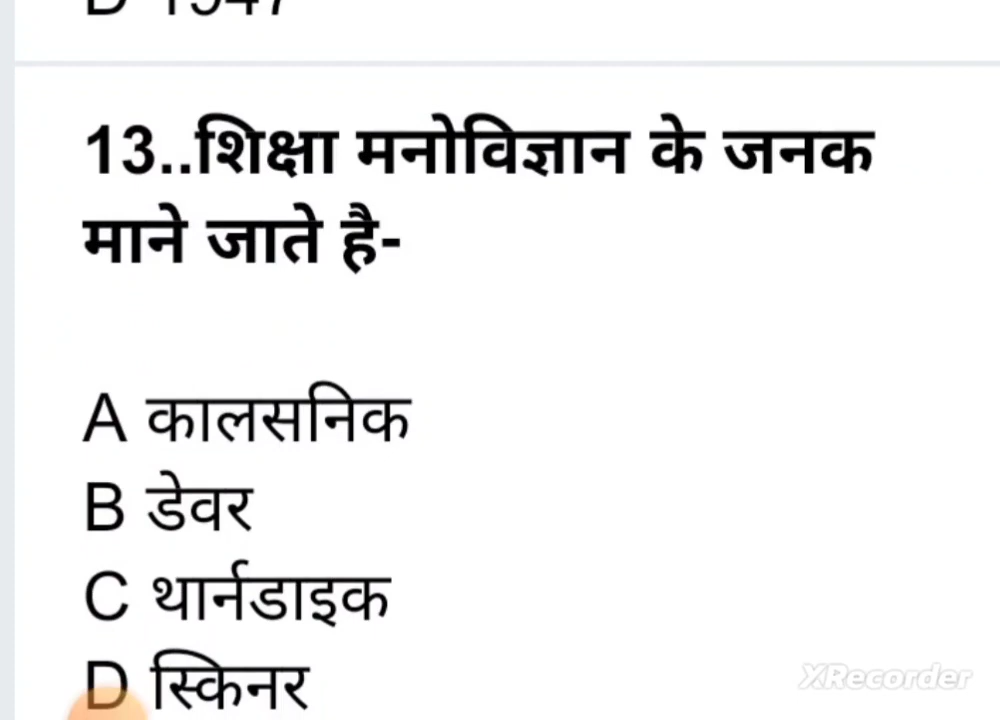 13..शिक्षा मनोविज्ञान के जनक
माने जाते है-
A कालसनिक
B डेवर
C थार्नडाइक
D स्किनर
XRecorder